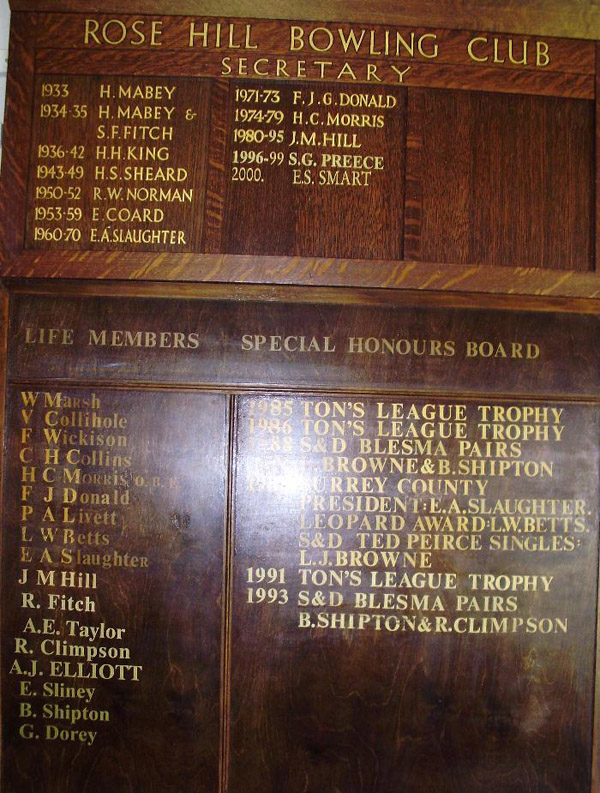 ROSE HILL BOWLING CLUB
SECRETARY
1933 H.MABEY
1934-35 H.MABEY &
S.F.FITCH
1936-42 H.H.KING
1943-49 H.S.SHEARD
1950-52 R.W.NORMAN
1953-59 E.COARD
1960-70 E.A.SLAUGHTER
1971-73 F.J.G.DONALD
1974-79 H.C.MORRIS
1980-95 J.M.HILL
1996-99 S.G.PREECE
2000. E.S.SMART
LIFE MEMBERS
W Marsh
V Collihole
F Wickison
C H Collins
H C Morris, O.B.E
F J Donald
P A Livett
L W Betts
E A Slaughter
J M Hill
R. Fitch
A.E. Taylor
R. Climpson
A.J. ELLIOTT
E. Sliney
B. Shipton
G. Dorey
SPECIAL HONOURS BOARD
1985 TON'S LEAGUE TROPHY
1986 TON'S LEAGUE TROPHY
S&D BLESMA PAIRS
BROWNE&B.SHIPTON
SURREY COUNTY
PRESIDENT:E.A.SLAUGHTER.
LEOPARD AWARD:L.W.BETTS.
S&D TED PEIRCE SINGLES:
L.J.BROWNE
1991 TON'S LEAGUE TROPHY
1993 S&D BLESMA PAIRS
B.SHIPTON&R.CLIMPSON